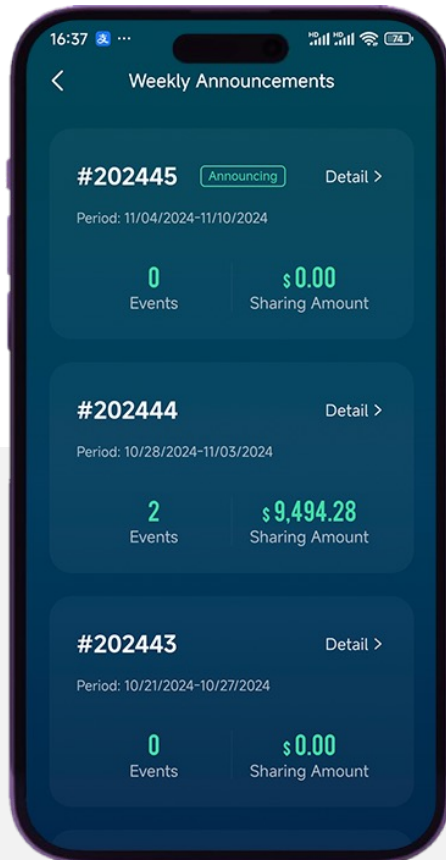 16:37 ···
HD HD 74
Weekly Announcements
#202445 Announcing Detail >
Period: 11/04/2024-11/10/2024
0 $0.00
Events Sharing Amount
#202444 Detail >
Period: 10/28/2024-11/03/2024
2 $9,494.28
Events Sharing Amount
#202443 Detail >
Period: 10/21/2024-10/27/2024
0 $0.00
Events Sharing Amount